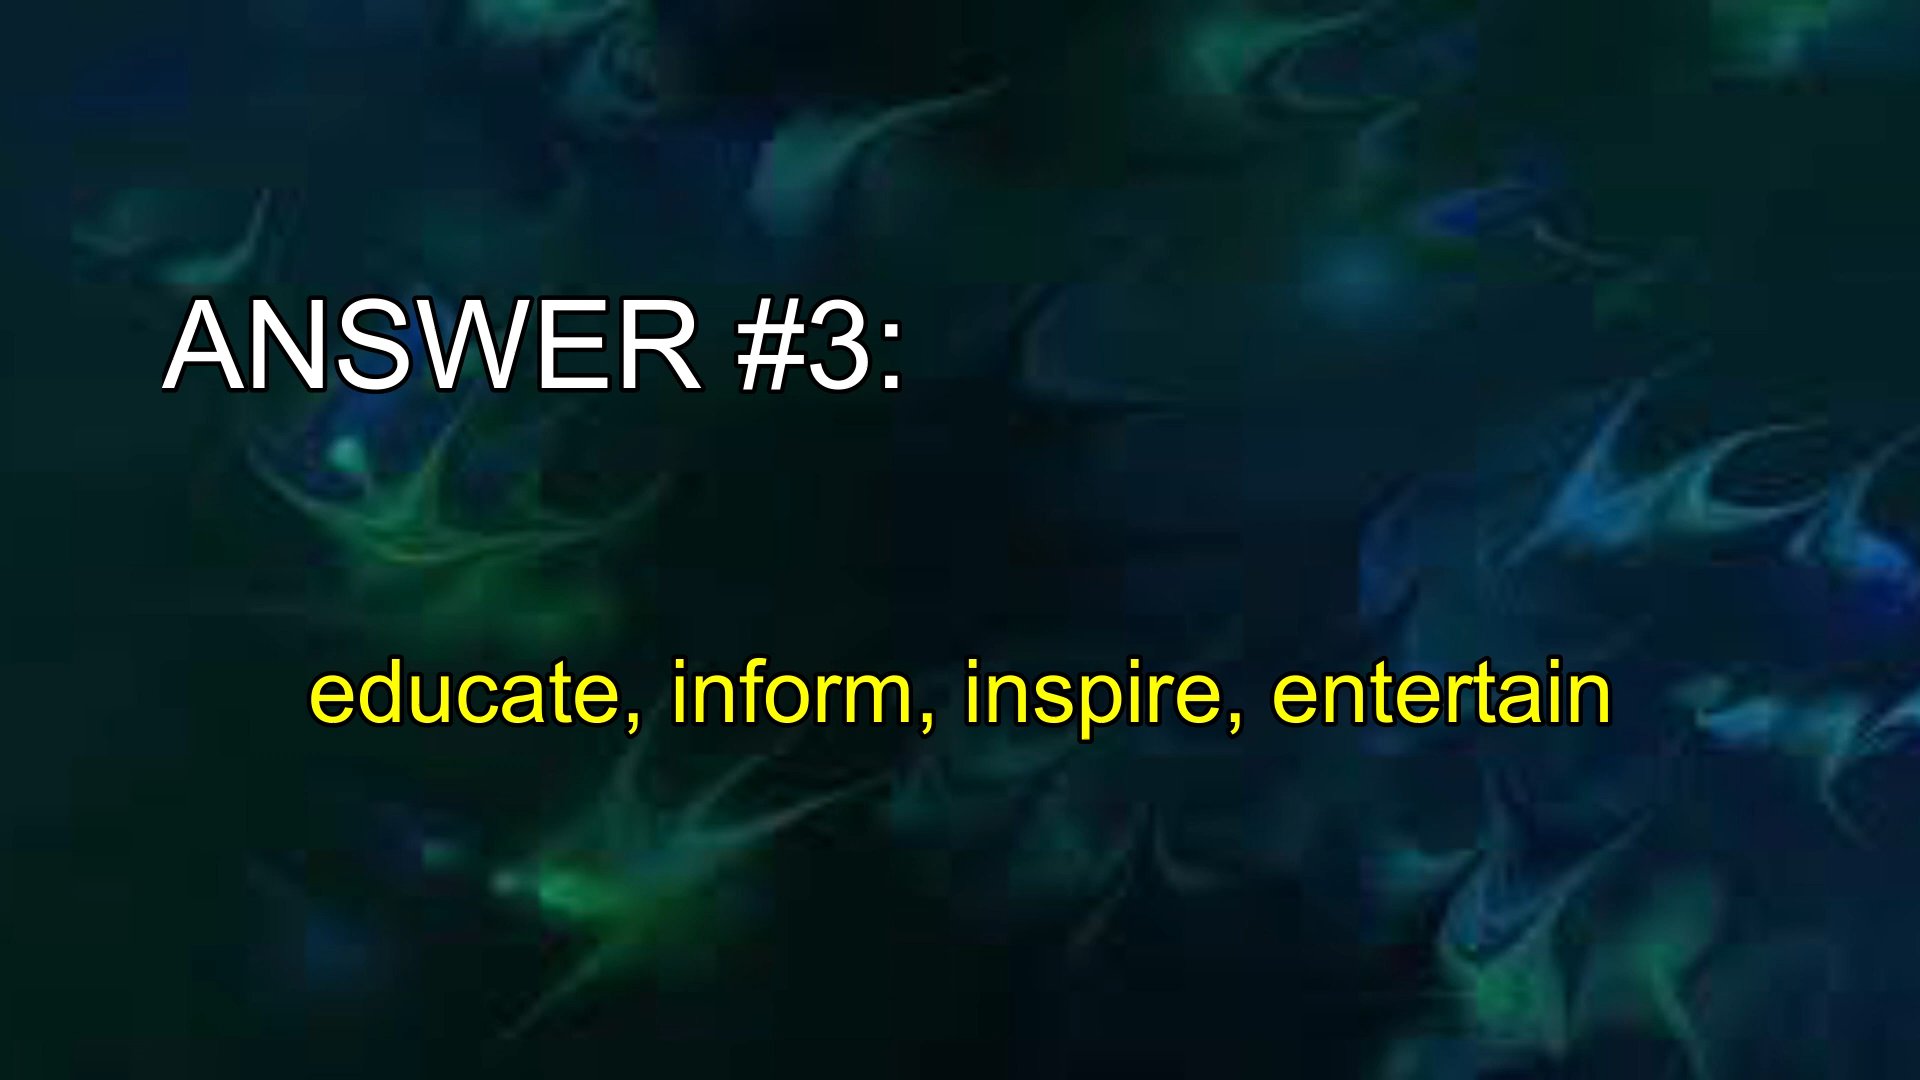 ANSWER #3:
educate, inform, inspire, entertain